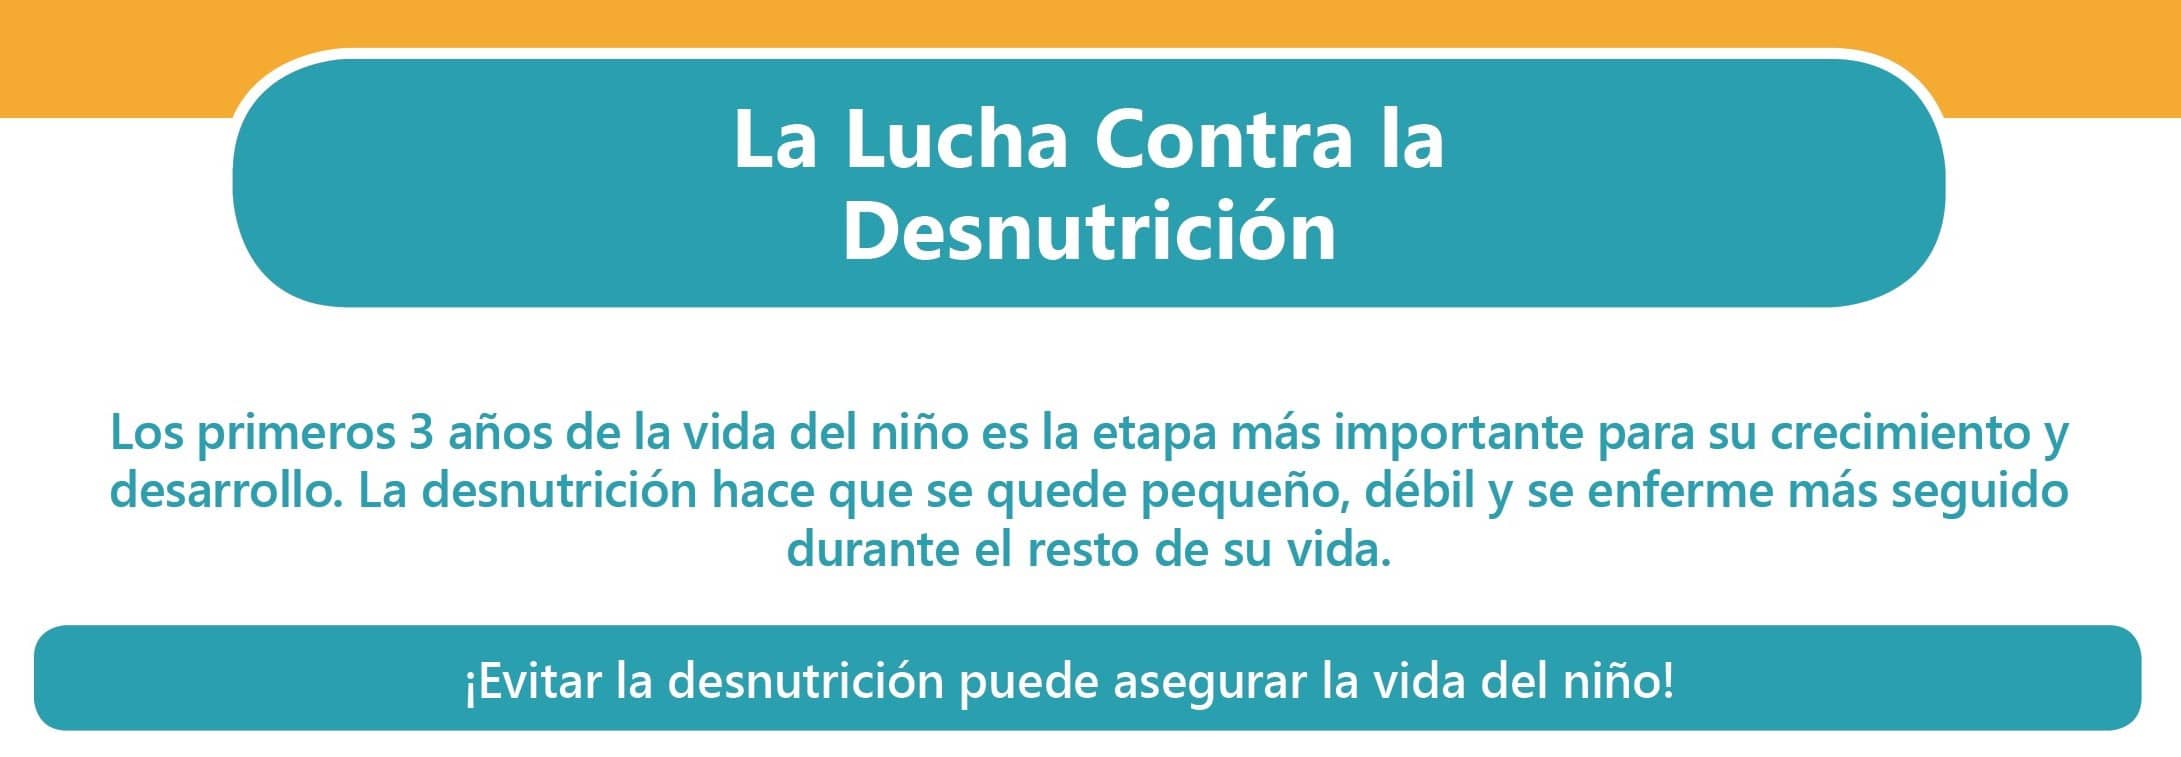 La Lucha Contra la
Desnutrición
Los primeros 3 años de la vida del niño es la etapa más importante para su crecimiento y
desarrollo. La desnutrición hace que se quede pequeño, débil y se enferme más seguido
durante el resto de su vida.
¡Evitar la desnutrición puede asegurar la vida del niño!